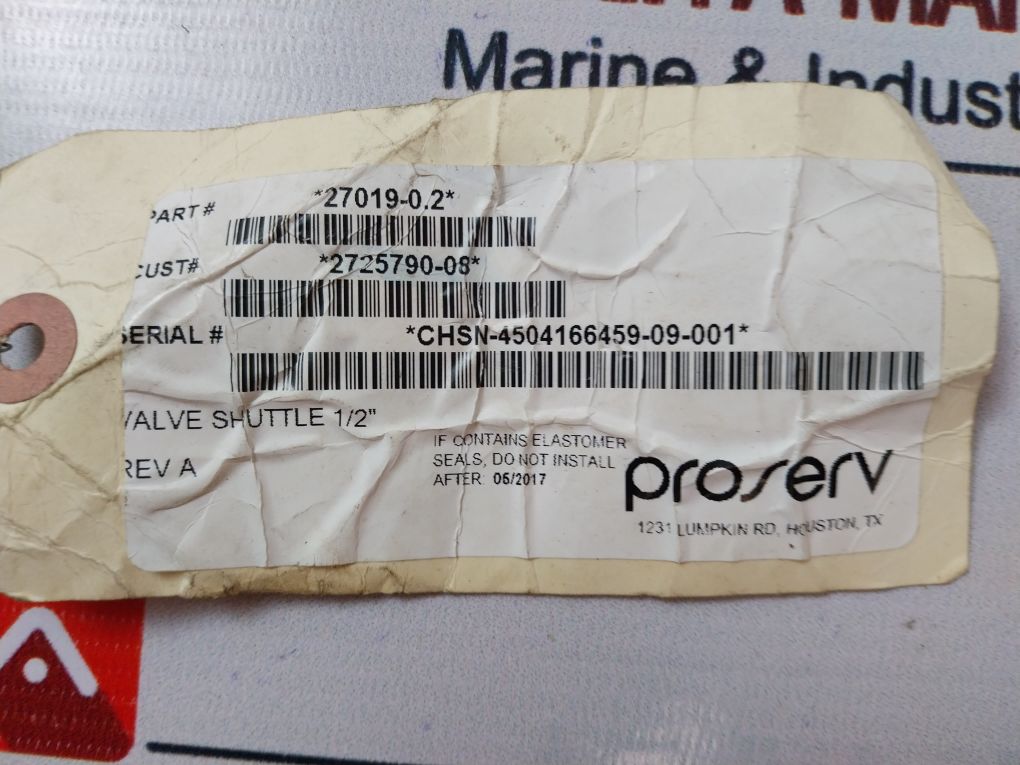 Marine & Indust
PART # *27019-0.2*
CUST# *2725790-08*
SERIAL # *CHSN-4504166459-09-001*
VALVE SHUTTLE 1/2"
REV A
IF CONTAINS ELASTOMER
SEALS, DO NOT INSTALL
AFTER: 06/2017
proserv
1231 LUMPKIN RD, HOUSTON, TX